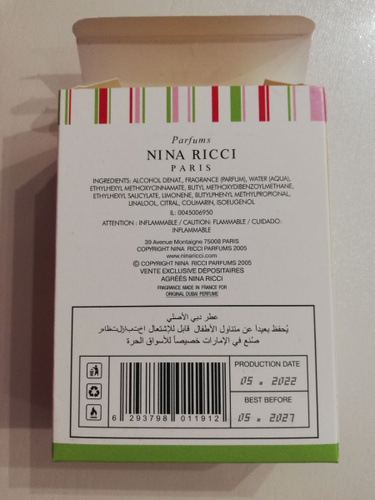 Parfums
NINA RICCI
PARIS
INGREDIENTS: ALCOHOL DENAT., FRAGRANCE (PARFUM), WATER (AQUA),
ETHYLHEXYL METHOXYCINNAMATE, BUTYL METHOXYDIBENZOYLMETHANE,
ETHYLHEXYL SALICYLATE, LIMONENE, BUTYLPHENYL METHYLPROPIONAL,
LINALOOL, CITRAL, COUMARIN, ISOEUGENOL
IL: 0045006950
ATTENTION : INFLAMMABLE / CAUTION: FLAMMABLE / CUIDADO:
INFLAMMABLE
39 Avenue Montaigne 75008 PARIS
COPYRIGHT NINA RICCI PARFUMS 2005
www.ninaricci.com
© COPYRIGHT NINA RICCI PARFUMS 2005
VENTE EXCLUSIVE DÉPOSITAIRES
AGRÉÉS NINA RICCI
FRAGRANCE MADE IN FRANCE FOR
ORIGINAL DUBAI PERFUME
عطر دبي الأصلي
يُحفظ بعيداً عن متناول الأطفال قابل للإشتعال
صنع في الإمارات خصيصاً للأسواق الحرة
PRODUCTION DATE
05 . 2022
BEST BEFORE
05 . 2027
6 293798 011912